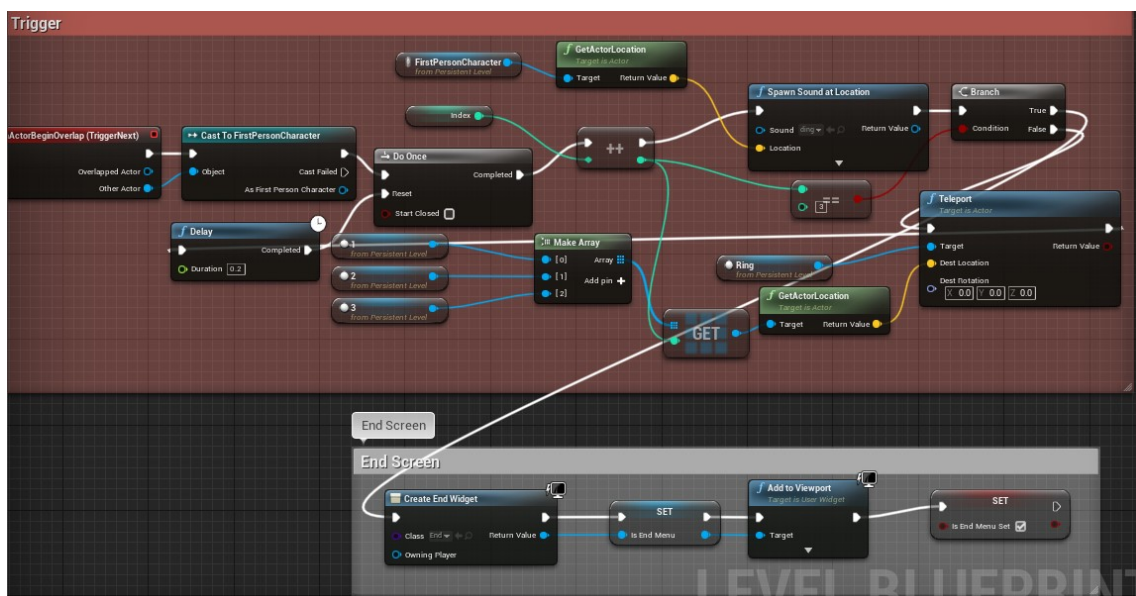 Trigger
GetActorLocation
Target is Actor
Target
Return Value
FirstPersonCharacter
from Persistent Level
Index
++
Spawn Sound at Location
Sound
ding
Return Value
Location
Branch
True
Condition
False
ActorBeginOverlap (TriggerNext)
Overlapped Actor
Other Actor
Cast To FirstPersonCharacter
Object
Cast Failed
As First Person Character
Do Once
Completed
Reset
Start Closed
3
==
Delay
Completed
Duration
0.2
1
from Persistent Level
2
from Persistent Level
3
from Persistent Level
Make Array
[0]
Array
[1]
Add pin +
[2]
Ring
from Persistent Level
GET
GetActorLocation
Target is Actor
Target
Return Value
Teleport
Target is Actor
Target
Return Value
Dest Location
Dest Rotation
X 0.0 Y 0.0 Z 0.0
End Screen
End Screen
Create End Widget
Class
End
Return Value
Owning Player
SET
Is End Menu
Add to Viewport
Target is User Widget
Target
SET
Is End Menu Set
LEVEL BLUEPRINT